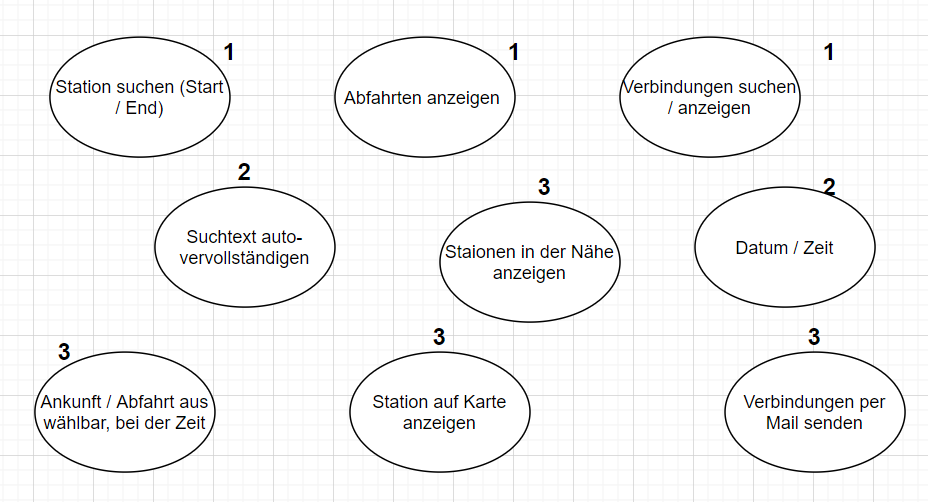 1
Station suchen (Start
/ End)
1
Abfahrten anzeigen
1
Verbindungen suchen
/ anzeigen
2
Suchtext auto-
vervollständigen
3
Staionen in der Nähe
anzeigen
2
Datum / Zeit
3
Ankunft / Abfahrt aus
wählbar, bei der Zeit
3
Station auf Karte
anzeigen
3
Verbindungen per
Mail senden